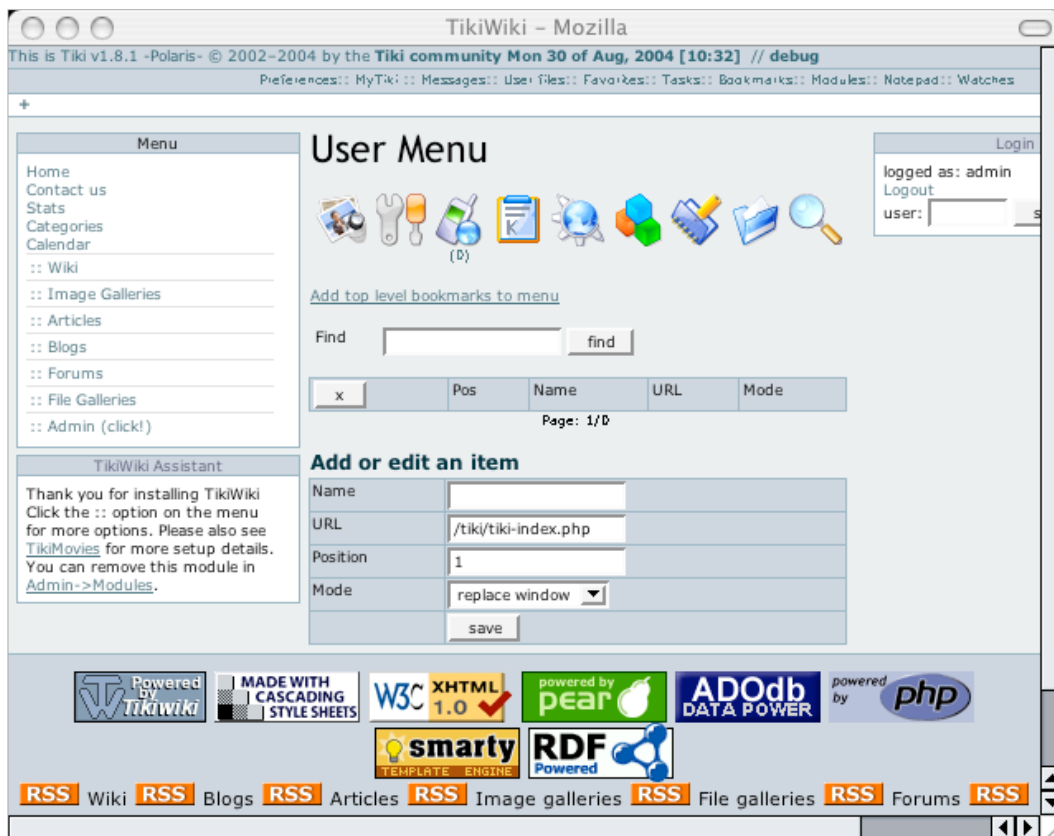 TikiWiki – Mozilla
This is Tiki v1.8.1 -Polaris- © 2002–2004 by the Tiki community Mon 30 of Aug, 2004 [10:32] // debug
Preferences:: MyTiki :: Messages:: User files:: Favorites:: Tasks:: Bookmarks:: Modules:: Notepad:: Watches
+
Menu
Home
Contact us
Stats
Categories
Calendar
:: Wiki
:: Image Galleries
:: Articles
:: Blogs
:: Forums
:: File Galleries
:: Admin (click!)
TikiWiki Assistant
Thank you for installing TikiWiki
Click the :: option on the menu
for more options. Please also see
TikiMovies for more setup details.
You can remove this module in
Admin->Modules.
User Menu
K
(0)
Add top level bookmarks to menu
Find find
x Pos Name URL Mode
Page: 1/0
Add or edit an item
Name
URL /tiki/tiki-index.php
Position 1
Mode replace window
save
Login
logged as: admin
Logout
user: s
Powered by Tikiwiki
MADE WITH CASCADING STYLE SHEETS
W3C XHTML 1.0
powered by pear
ADOdb DATA POWER
powered by php
smarty TEMPLATE ENGINE
RDF Powered
RSS Wiki RSS Blogs RSS Articles RSS Image galleries RSS File galleries RSS Forums RSS